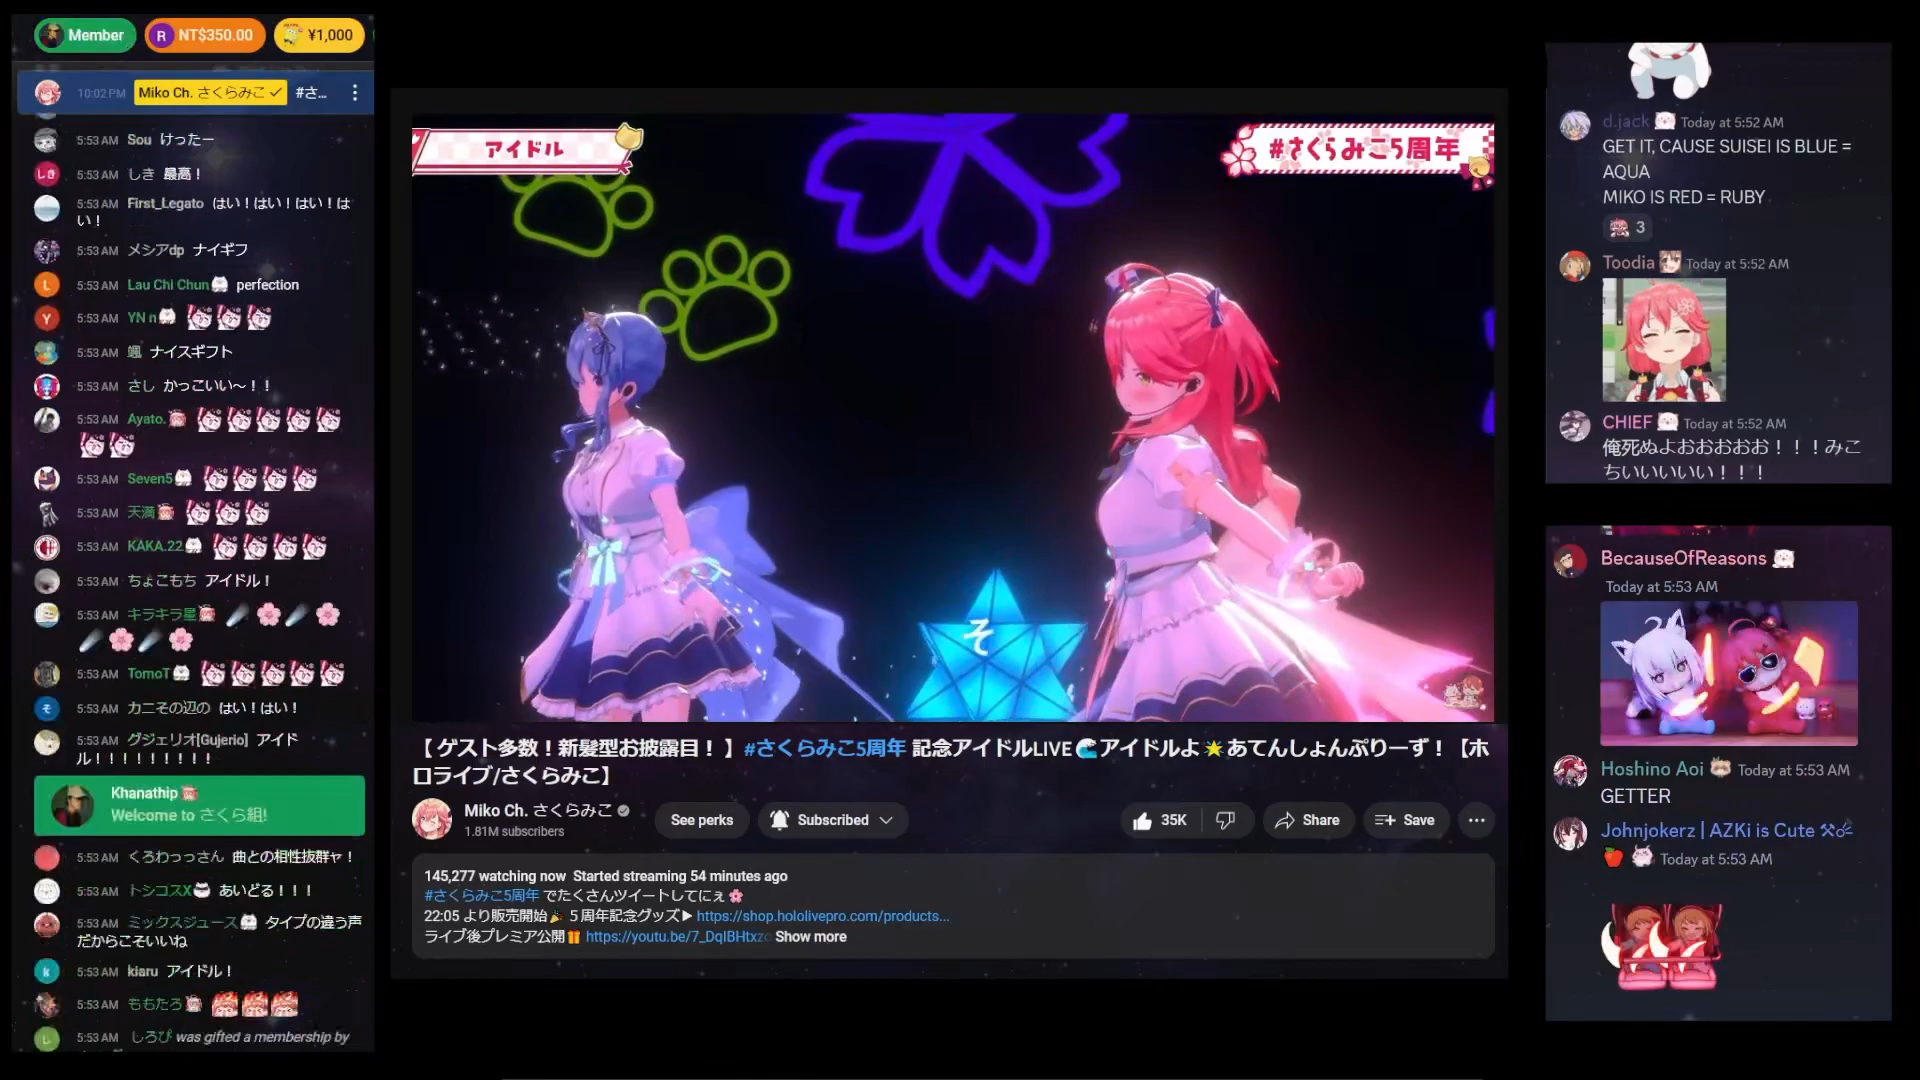 Member
R NT$350.00
¥1,000
10:02 PM Miko Ch. さくらみこ #さ...
5:53 AM Sou けったー
しき 5:53 AM しき 最高！
5:53 AM First_Legato はい！はい！はい！は
い！
5:53 AM メシアdp ナイギフ
L 5:53 AM Lau Chi Chun perfection
Y 5:53 AM YN n
5:53 AM 颯 ナイスギフト
5:53 AM さし かっこいい〜！！
5:53 AM Ayato.
5:53 AM Seven5
5:53 AM 天満
5:53 AM KAKA.22
5:53 AM ちょこもち アイドル！
5:53 AM キラキラ星
5:53 AM TomoT
そ 5:53 AM カニその辺の はい！はい！
5:53 AM グジェリオ[Gujerio] アイド
ル！！！！！！！！！
Khanathip
Welcome to さくら組!
5:53 AM くろわっっさん 曲との相性抜群ャ！
5:53 AM トシコスX あいどる！！！
5:53 AM ミックスジュース タイプの違う声
だからこそいいね
k 5:53 AM kiaru アイドル！
5:53 AM ももたろ
L 5:53 AM しろぴ was gifted a membership by
アイドル
#さくらみこ5周年
そ
【 ゲスト多数！新髪型お披露目！ 】#さくらみこ5周年 記念アイドルLIVE🌊アイドルよ🌟あてんしょんぷりーず！【ホ
ロライブ/さくらみこ】
Miko Ch. さくらみこ
1.81M subscribers
See perks
Subscribed
35K
Share
Save
145,277 watching now Started streaming 54 minutes ago
#さくらみこ5周年 でたくさんツイートしてにぇ🌸
22:05 より販売開始🎉５周年記念グッズ▶ https://shop.hololivepro.com/products...
ライブ後プレミア公開🎁 https://youtu.be/7_DqIBHtxz Show more
d.jack Today at 5:52 AM
GET IT, CAUSE SUISEI IS BLUE =
AQUA
MIKO IS RED = RUBY
3
Toodia Today at 5:52 AM
CHIEF Today at 5:52 AM
俺死ぬよおおおおお！！！みこ
ちいいいいい！！！
BecauseOfReasons
Today at 5:53 AM
Hoshino Aoi Today at 5:53 AM
GETTER
Johnjokerz | AZKi is Cute ⚒
Today at 5:53 AM